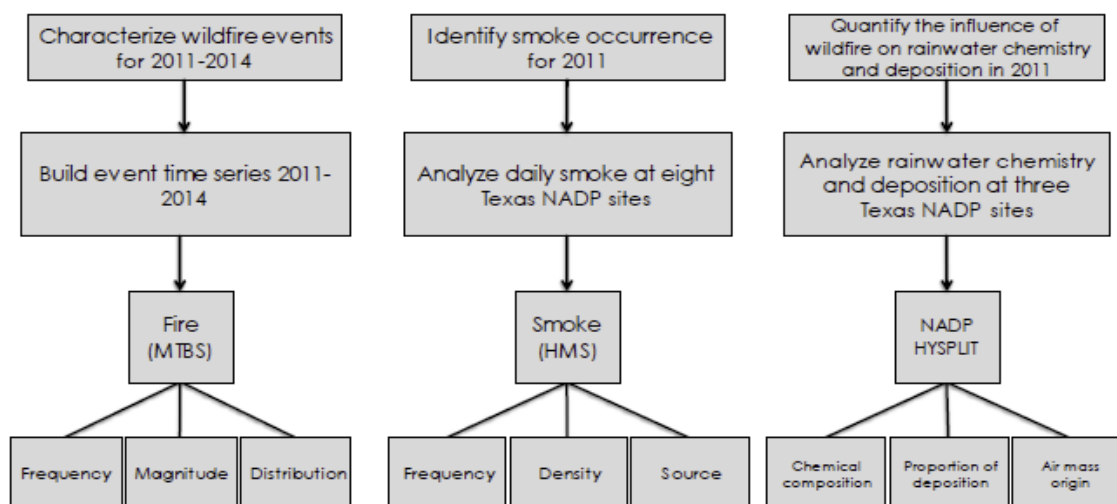 Characterize wildfire events
for 2011-2014
Build event time series 2011-
2014
Fire
(MTBS)
Frequency
Magnitude
Distribution
Identify smoke occurrence
for 2011
Analyze daily smoke at eight
Texas NADP sites
Smoke
(HMS)
Frequency
Density
Source
Quantify the influence of
wildfire on rainwater chemistry
and deposition in 2011
Analyze rainwater chemistry
and deposition at three
Texas NADP sites
NADP
HYSPLIT
Chemical
composition
Proportion of
deposition
Air mass
origin